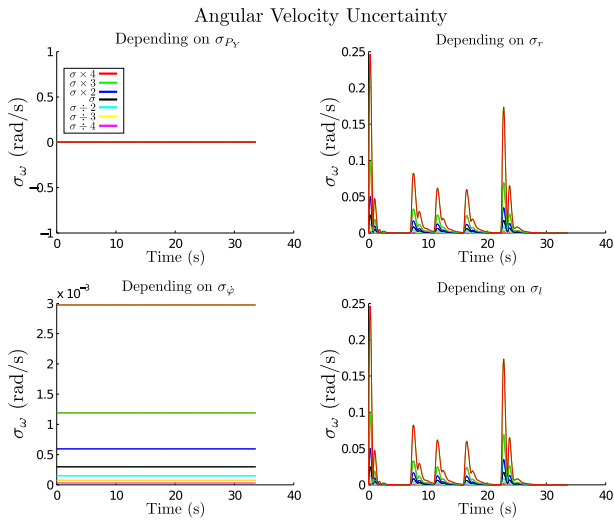 Angular Velocity Uncertainty
Depending on σ_{P_Y}
Depending on σ_r
1
0.5
0
−0.5
−1
σ_ω (rad/s)
σ × 4
σ × 3
σ × 2
σ
σ ÷ 2
σ ÷ 3
σ ÷ 4
0 10 20 30 40
Time (s)
0.25
0.2
0.15
0.1
0.05
0
σ_ω (rad/s)
0 10 20 30 40
Time (s)
Depending on σ_φ̇
Depending on σ_l
3 × 10⁻³
2.5
2
1.5
1
0.5
0
σ_ω (rad/s)
0 10 20 30 40
Time (s)
0.25
0.2
0.15
0.1
0.05
0
σ_ω (rad/s)
0 10 20 30 40
Time (s)